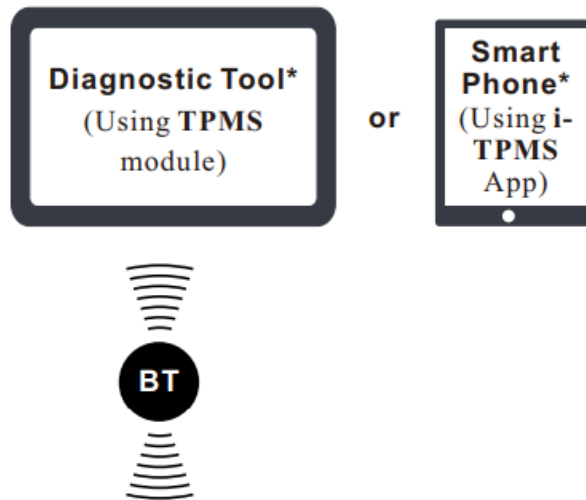 Diagnostic Tool*
(Using TPMS
module)
or
Smart
Phone*
(Using i-
TPMS
App)
BT